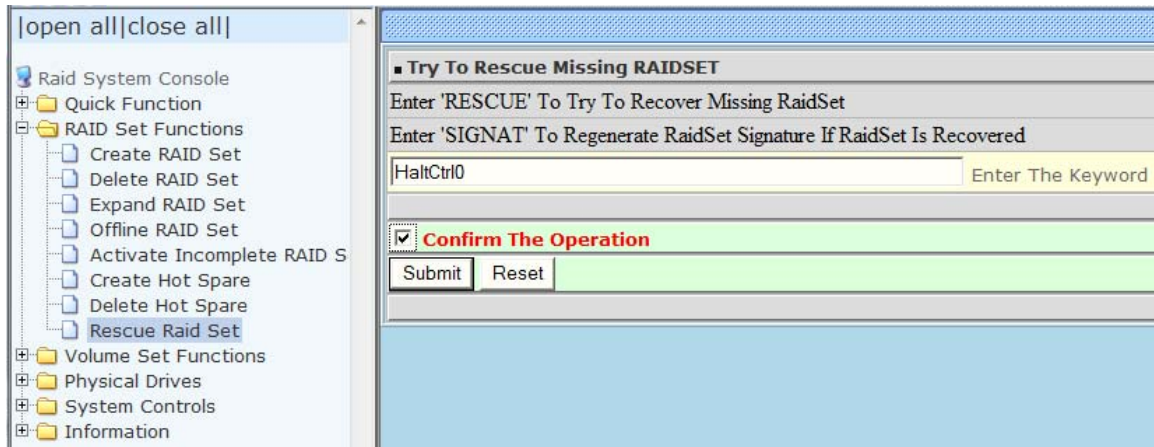 |open all|close all|
Raid System Console
Quick Function
RAID Set Functions
Create RAID Set
Delete RAID Set
Expand RAID Set
Offline RAID Set
Activate Incomplete RAID S
Create Hot Spare
Delete Hot Spare
Rescue Raid Set
Volume Set Functions
Physical Drives
System Controls
Information
Try To Rescue Missing RAIDSET
Enter 'RESCUE' To Try To Recover Missing RaidSet
Enter 'SIGNAT' To Regenerate RaidSet Signature If RaidSet Is Recovered
HaltCtrl0 Enter The Keyword
Confirm The Operation
Submit Reset